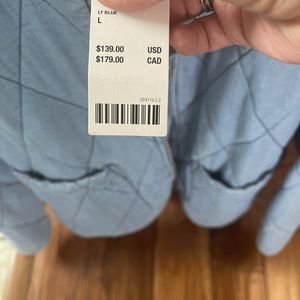 LT BLUE
L
$139.00 USD
$179.00 CAD